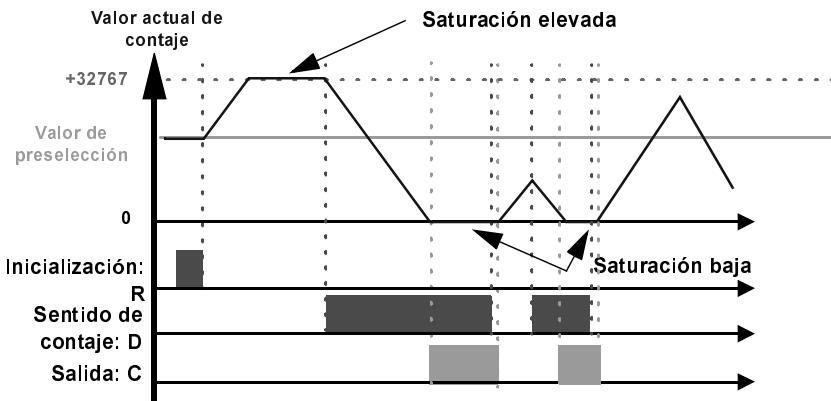 Valor actual de
contaje
Saturación elevada
+32767
Valor de
preselección
0
Saturación baja
Inicialización:
R
Sentido de
contaje: D
Salida: C